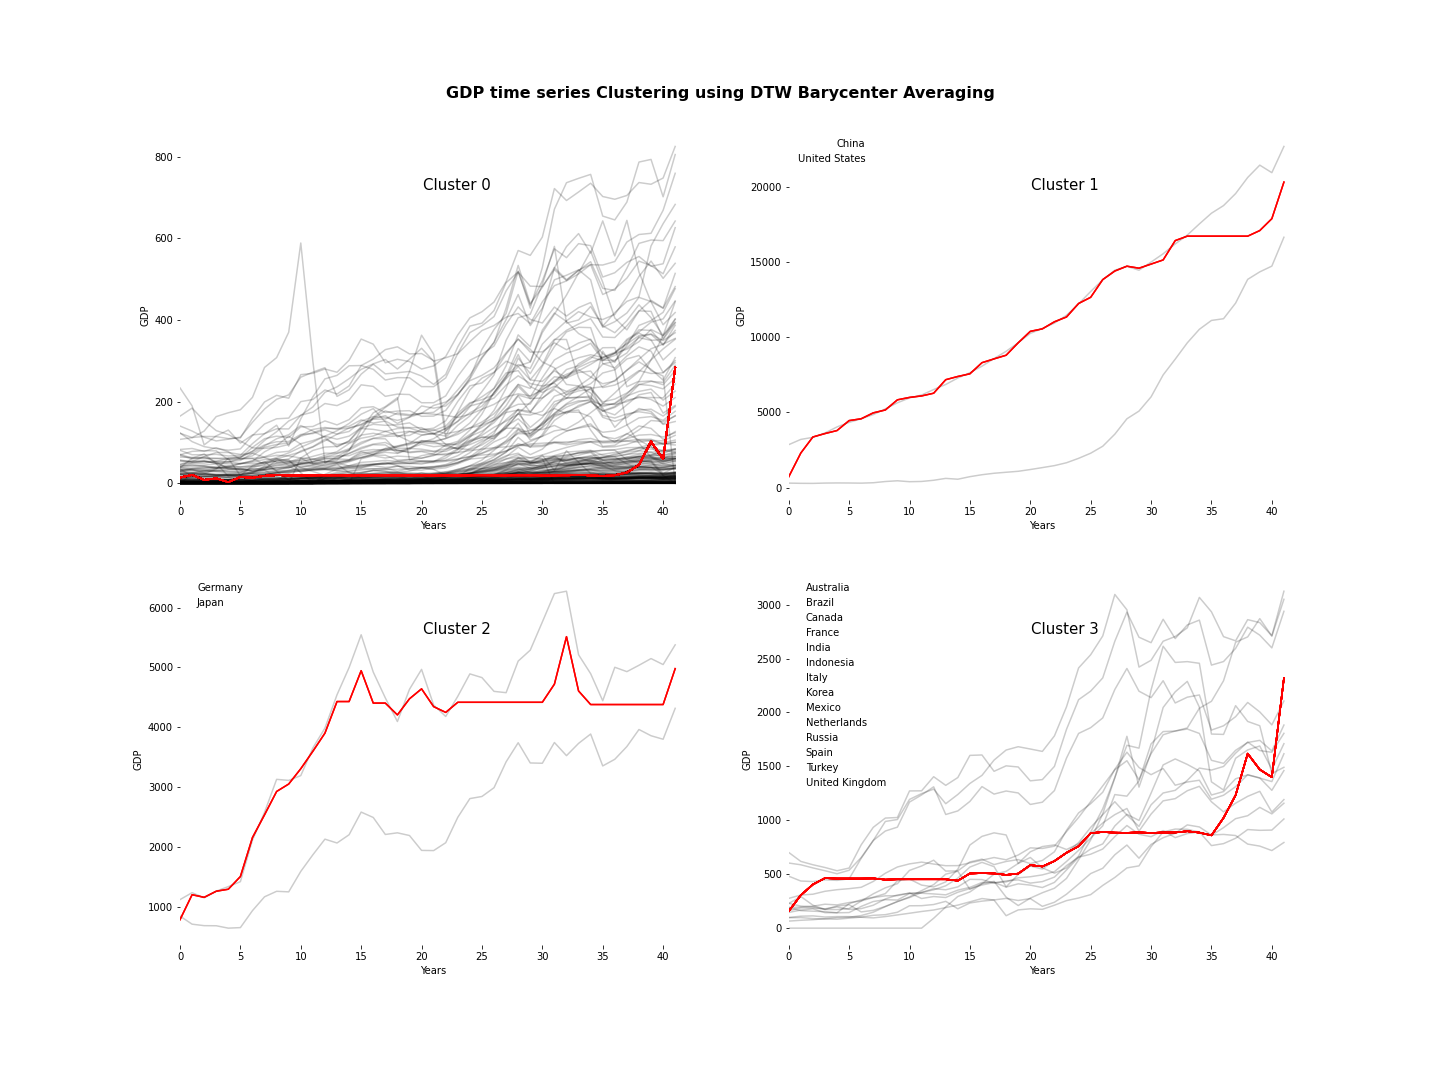 GDP time series Clustering using DTW Barycenter Averaging
Cluster 0
GDP
800
600
400
200
0
0 5 10 15 20 25 30 35 40
Years
China
United States
Cluster 1
GDP
20000
15000
10000
5000
0
0 5 10 15 20 25 30 35 40
Years
Germany
Japan
Cluster 2
GDP
6000
5000
4000
3000
2000
1000
0 5 10 15 20 25 30 35 40
Years
Australia
Brazil
Canada
France
India
Indonesia
Italy
Korea
Mexico
Netherlands
Russia
Spain
Turkey
United Kingdom
Cluster 3
GDP
3000
2500
2000
1500
1000
500
0
0 5 10 15 20 25 30 35 40
Years